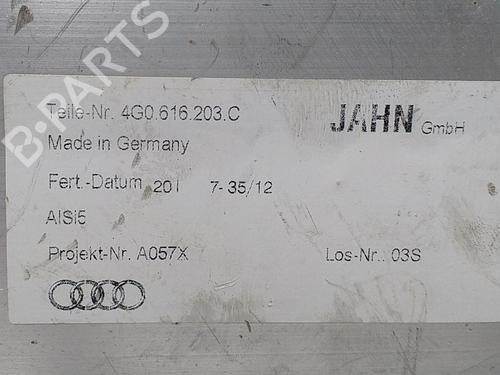 B-PARTS
Teile-Nr. 4G0.616.203.C
JAHN GmbH
Made in Germany
Fert.-Datum 201 7-35/12
AlSi5
Projekt-Nr. A057X
Los-Nr.: 03S